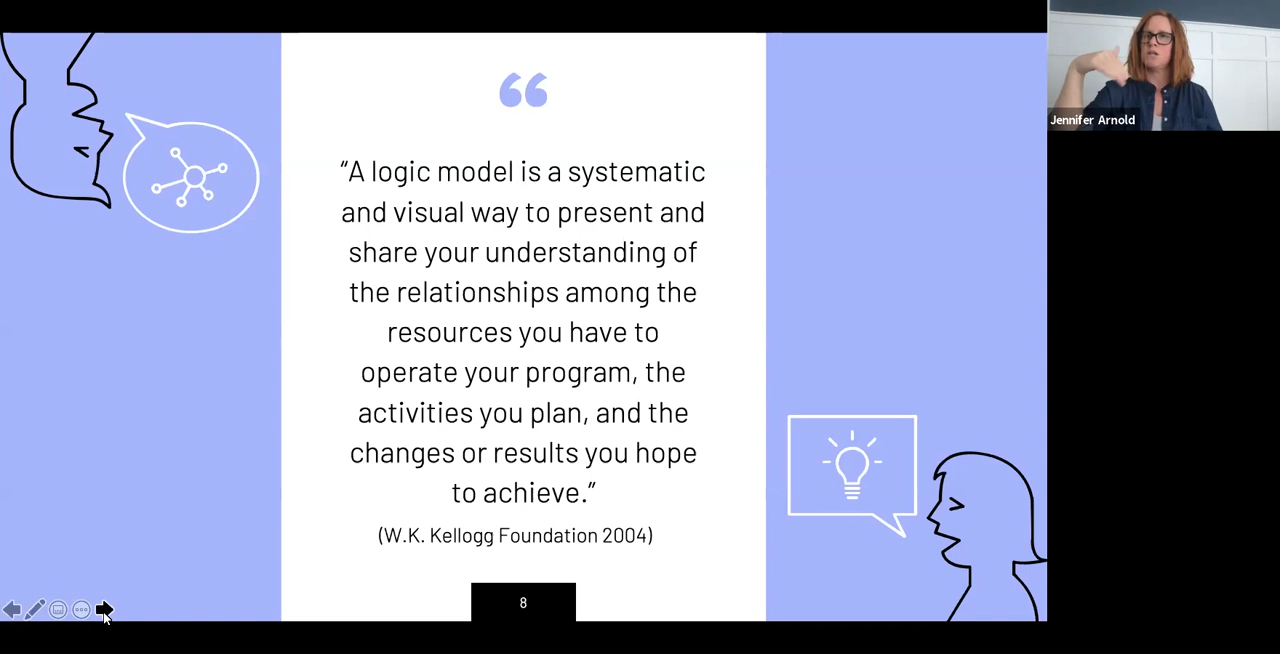 “
“A logic model is a systematic
and visual way to present and
share your understanding of
the relationships among the
resources you have to
operate your program, the
activities you plan, and the
changes or results you hope
to achieve.”
(W.K. Kellogg Foundation 2004)
8
Jennifer Arnold